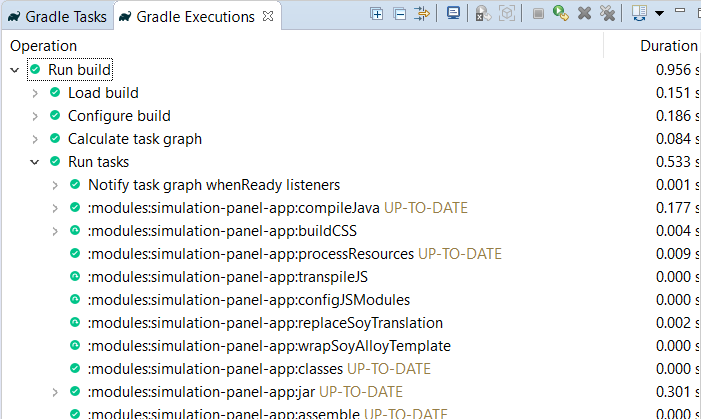 Gradle Tasks Gradle Executions
Operation Duration
Run build 0.956 s
Load build 0.151 s
Configure build 0.186 s
Calculate task graph 0.084 s
Run tasks 0.533 s
Notify task graph whenReady listeners 0.001 s
:modules:simulation-panel-app:compileJava UP-TO-DATE 0.177 s
:modules:simulation-panel-app:buildCSS 0.004 s
:modules:simulation-panel-app:processResources UP-TO-DATE 0.009 s
:modules:simulation-panel-app:transpileJS 0.000 s
:modules:simulation-panel-app:configJSModules 0.000 s
:modules:simulation-panel-app:replaceSoyTranslation 0.002 s
:modules:simulation-panel-app:wrapSoyAlloyTemplate 0.000 s
:modules:simulation-panel-app:classes UP-TO-DATE 0.000 s
:modules:simulation-panel-app:jar UP-TO-DATE 0.301 s
:modules:simulation-panel-app:assemble UP-TO-DATE 0.000 s